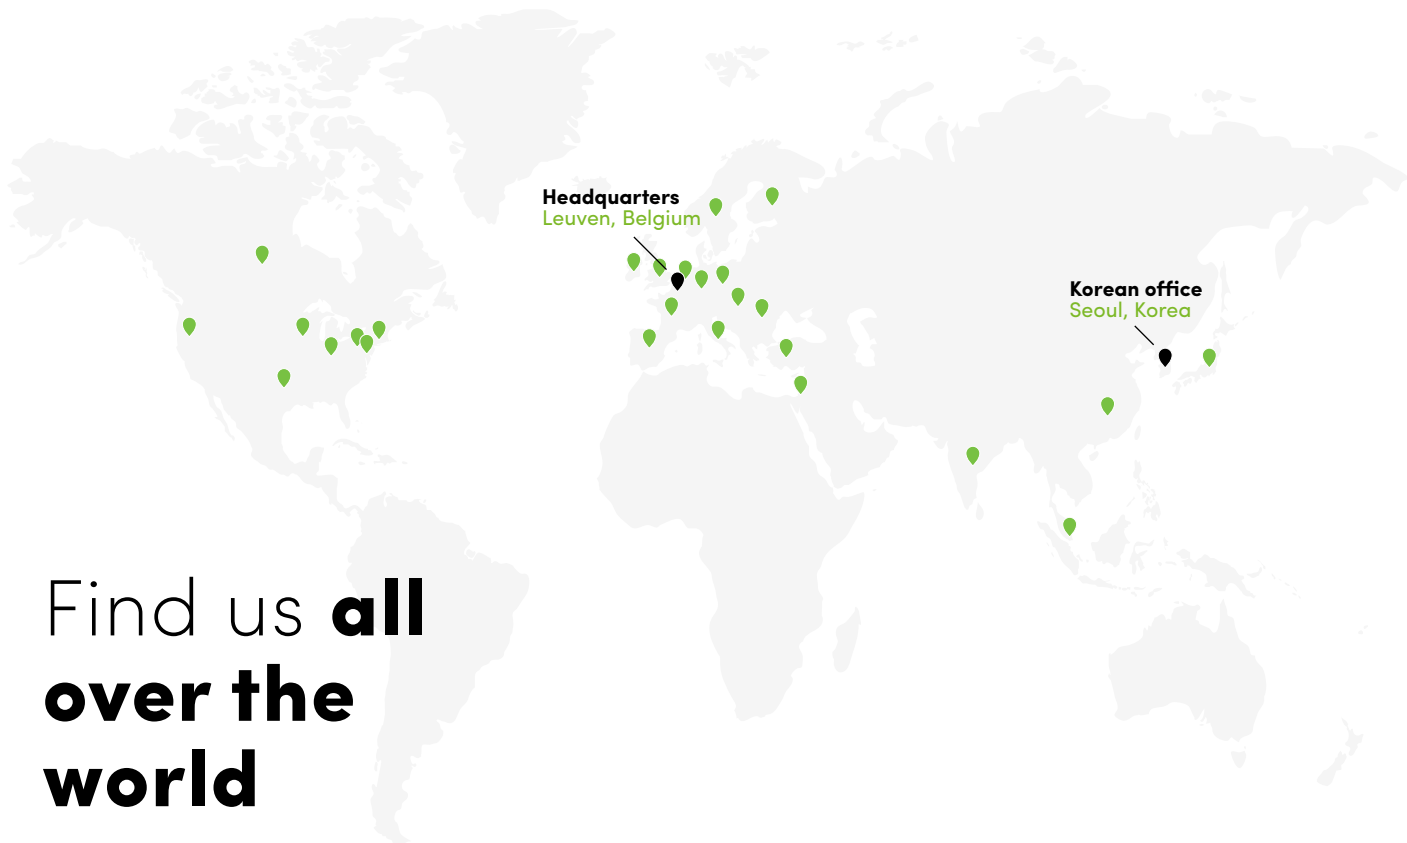 Headquarters
Leuven, Belgium
Korean office
Seoul, Korea
Find us all
over the
world